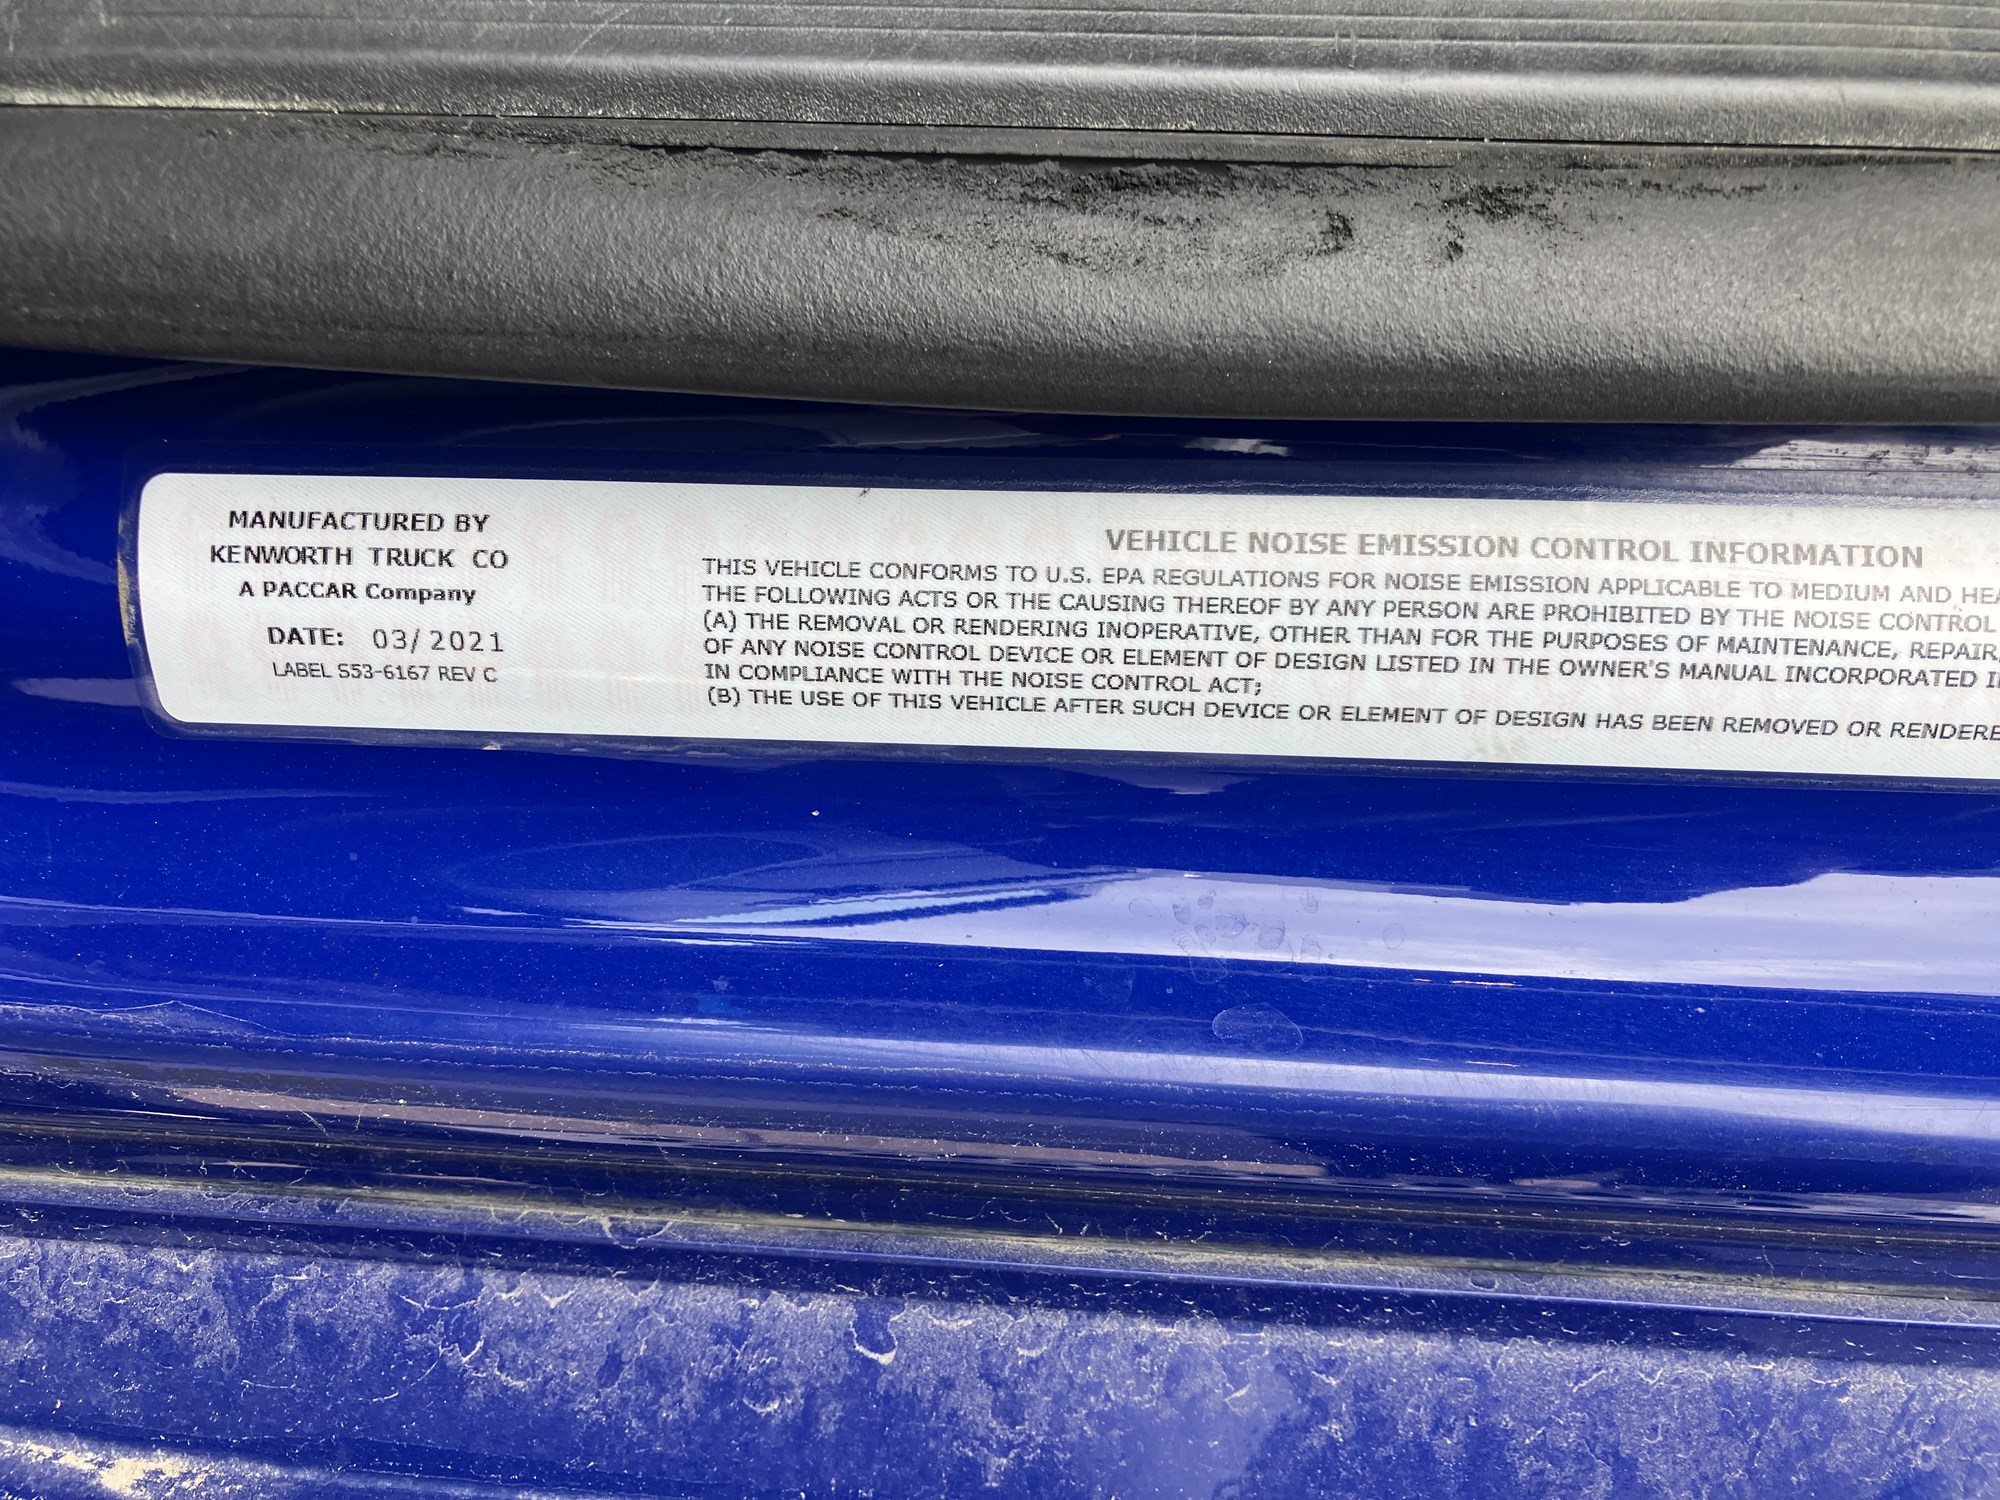 MANUFACTURED BY
KENWORTH TRUCK CO
A PACCAR Company
DATE: 03/2021
LABEL S53-6167 REV C
VEHICLE NOISE EMISSION CONTROL INFORMATION
THIS VEHICLE CONFORMS TO U.S. EPA REGULATIONS FOR NOISE EMISSION APPLICABLE TO MEDIUM AND
THE FOLLOWING ACTS OR THE CAUSING THEREOF BY ANY PERSON ARE PROHIBITED BY THE NOISE CONTROL
(A) THE REMOVAL OR RENDERING INOPERATIVE, OTHER THAN FOR THE PURPOSES OF MAINTENANCE, REPAIR,
OF ANY NOISE CONTROL DEVICE OR ELEMENT OF DESIGN LISTED IN THE OWNER'S MANUAL INCORPORATED
IN COMPLIANCE WITH THE NOISE CONTROL ACT;
(B) THE USE OF THIS VEHICLE AFTER SUCH DEVICE OR ELEMENT OF DESIGN HAS BEEN REMOVED OR